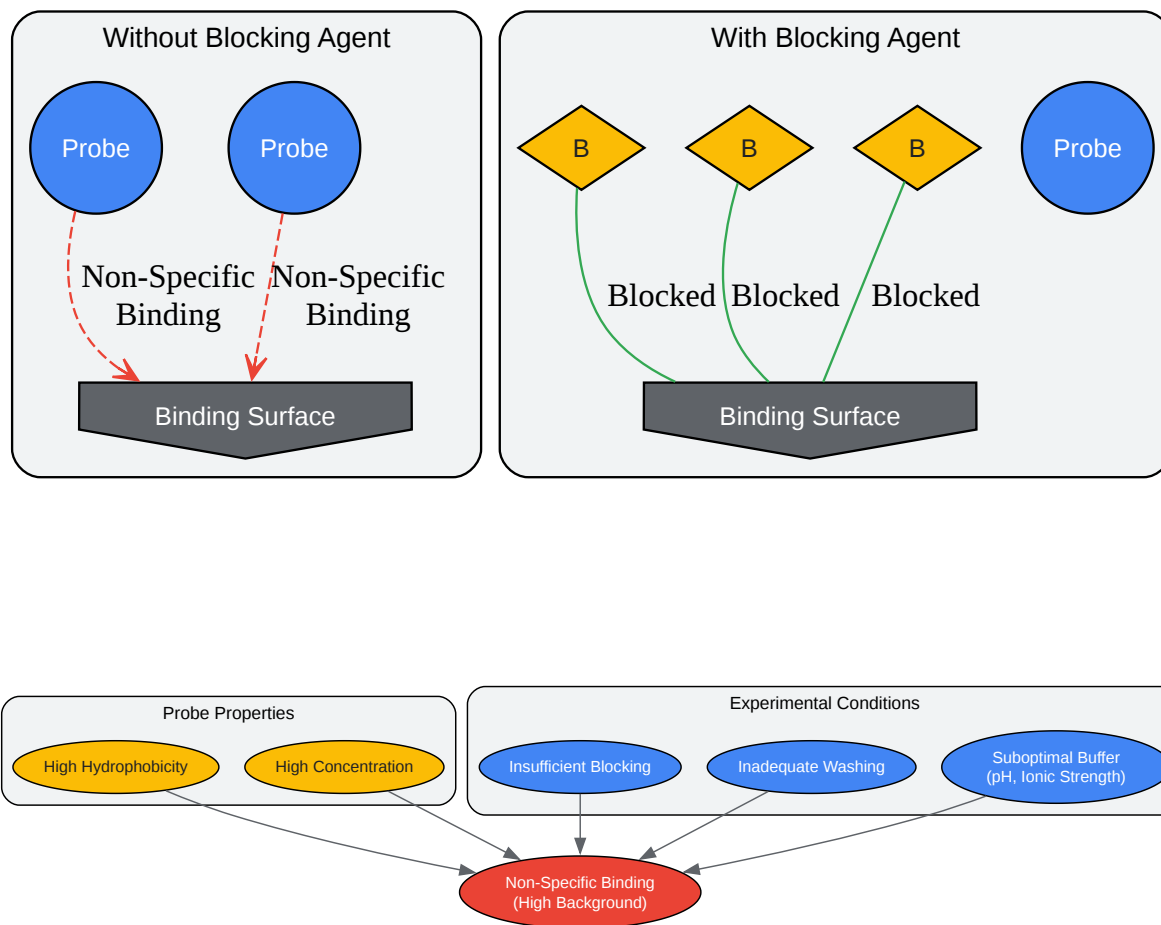 Without Blocking Agent
Probe
Probe
Non-Specific
Binding
Non-Specific
Binding
Binding Surface
With Blocking Agent
B
B
B
Probe
Blocked
Blocked
Blocked
Binding Surface
Probe Properties
High Hydrophobicity
High Concentration
Experimental Conditions
Insufficient Blocking
Inadequate Washing
Suboptimal Buffer
(pH, Ionic Strength)
Non-Specific Binding
(High Background)